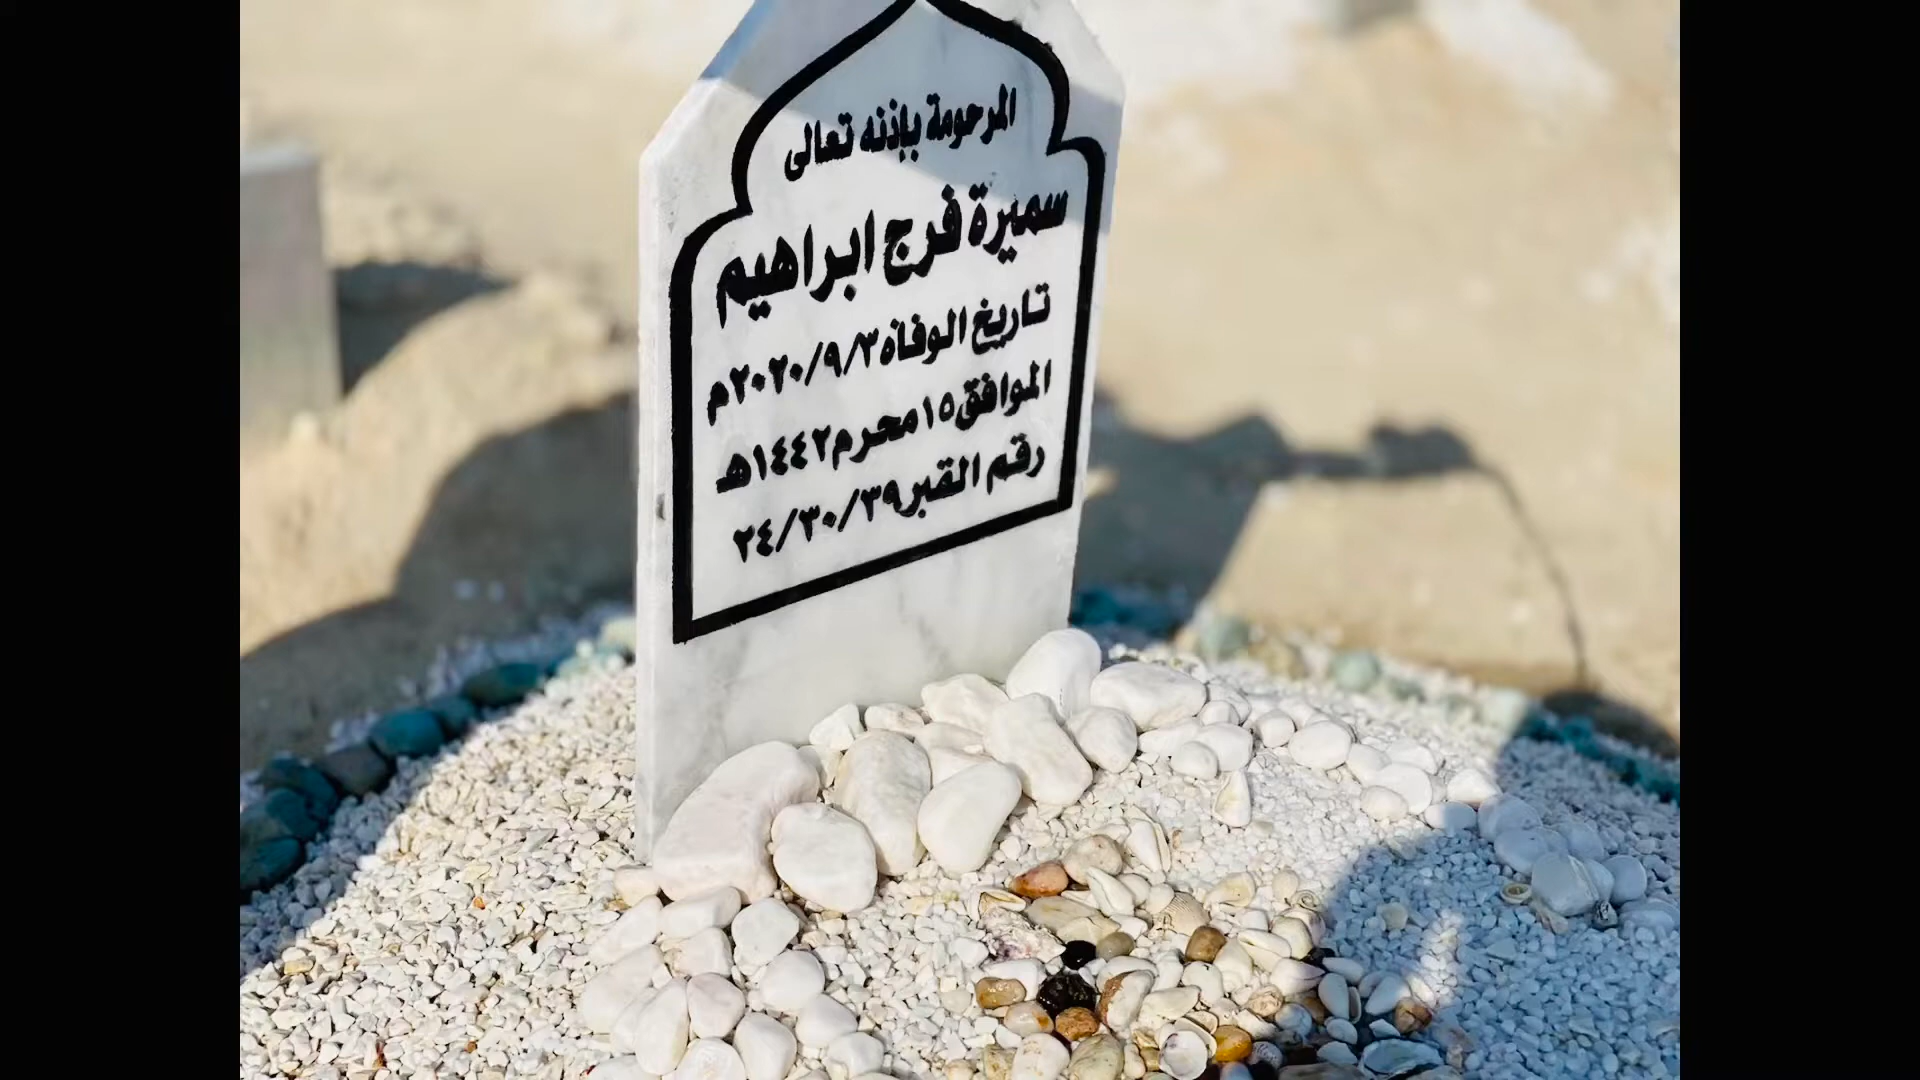 المرحومة بإذنه تعالى
سميرة فرج ابراهيم
تاريخ الوفاه ٢٠٢٠/٩/٣م
الموافق ١٥ محرم ١٤٤٢هـ
رقم القبر ٢٤/٣٠/٣٩